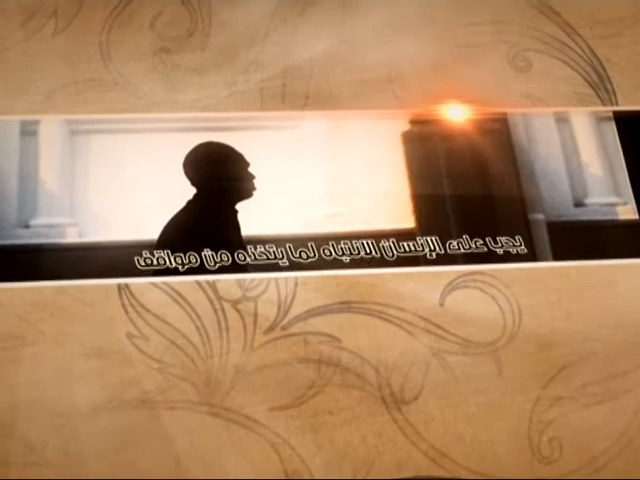 يجب على الإنسان الانتباه لما يتخذه من مواقف